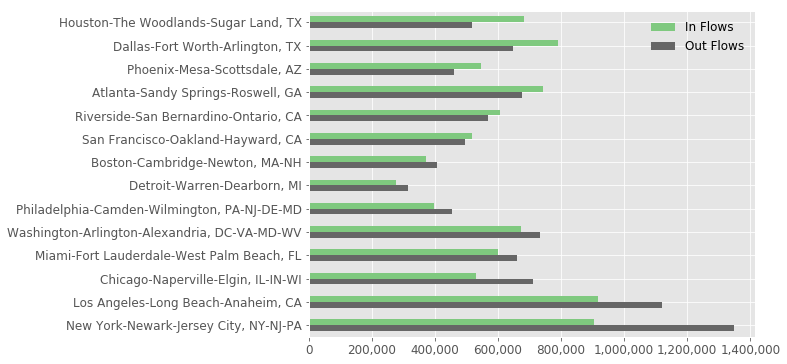 Houston-The Woodlands-Sugar Land, TX
Dallas-Fort Worth-Arlington, TX
Phoenix-Mesa-Scottsdale, AZ
Atlanta-Sandy Springs-Roswell, GA
Riverside-San Bernardino-Ontario, CA
San Francisco-Oakland-Hayward, CA
Boston-Cambridge-Newton, MA-NH
Detroit-Warren-Dearborn, MI
Philadelphia-Camden-Wilmington, PA-NJ-DE-MD
Washington-Arlington-Alexandria, DC-VA-MD-WV
Miami-Fort Lauderdale-West Palm Beach, FL
Chicago-Naperville-Elgin, IL-IN-WI
Los Angeles-Long Beach-Anaheim, CA
New York-Newark-Jersey City, NY-NJ-PA
In Flows
Out Flows
0 200,000 400,000 600,000 800,000 1,000,000 1,200,000 1,400,000